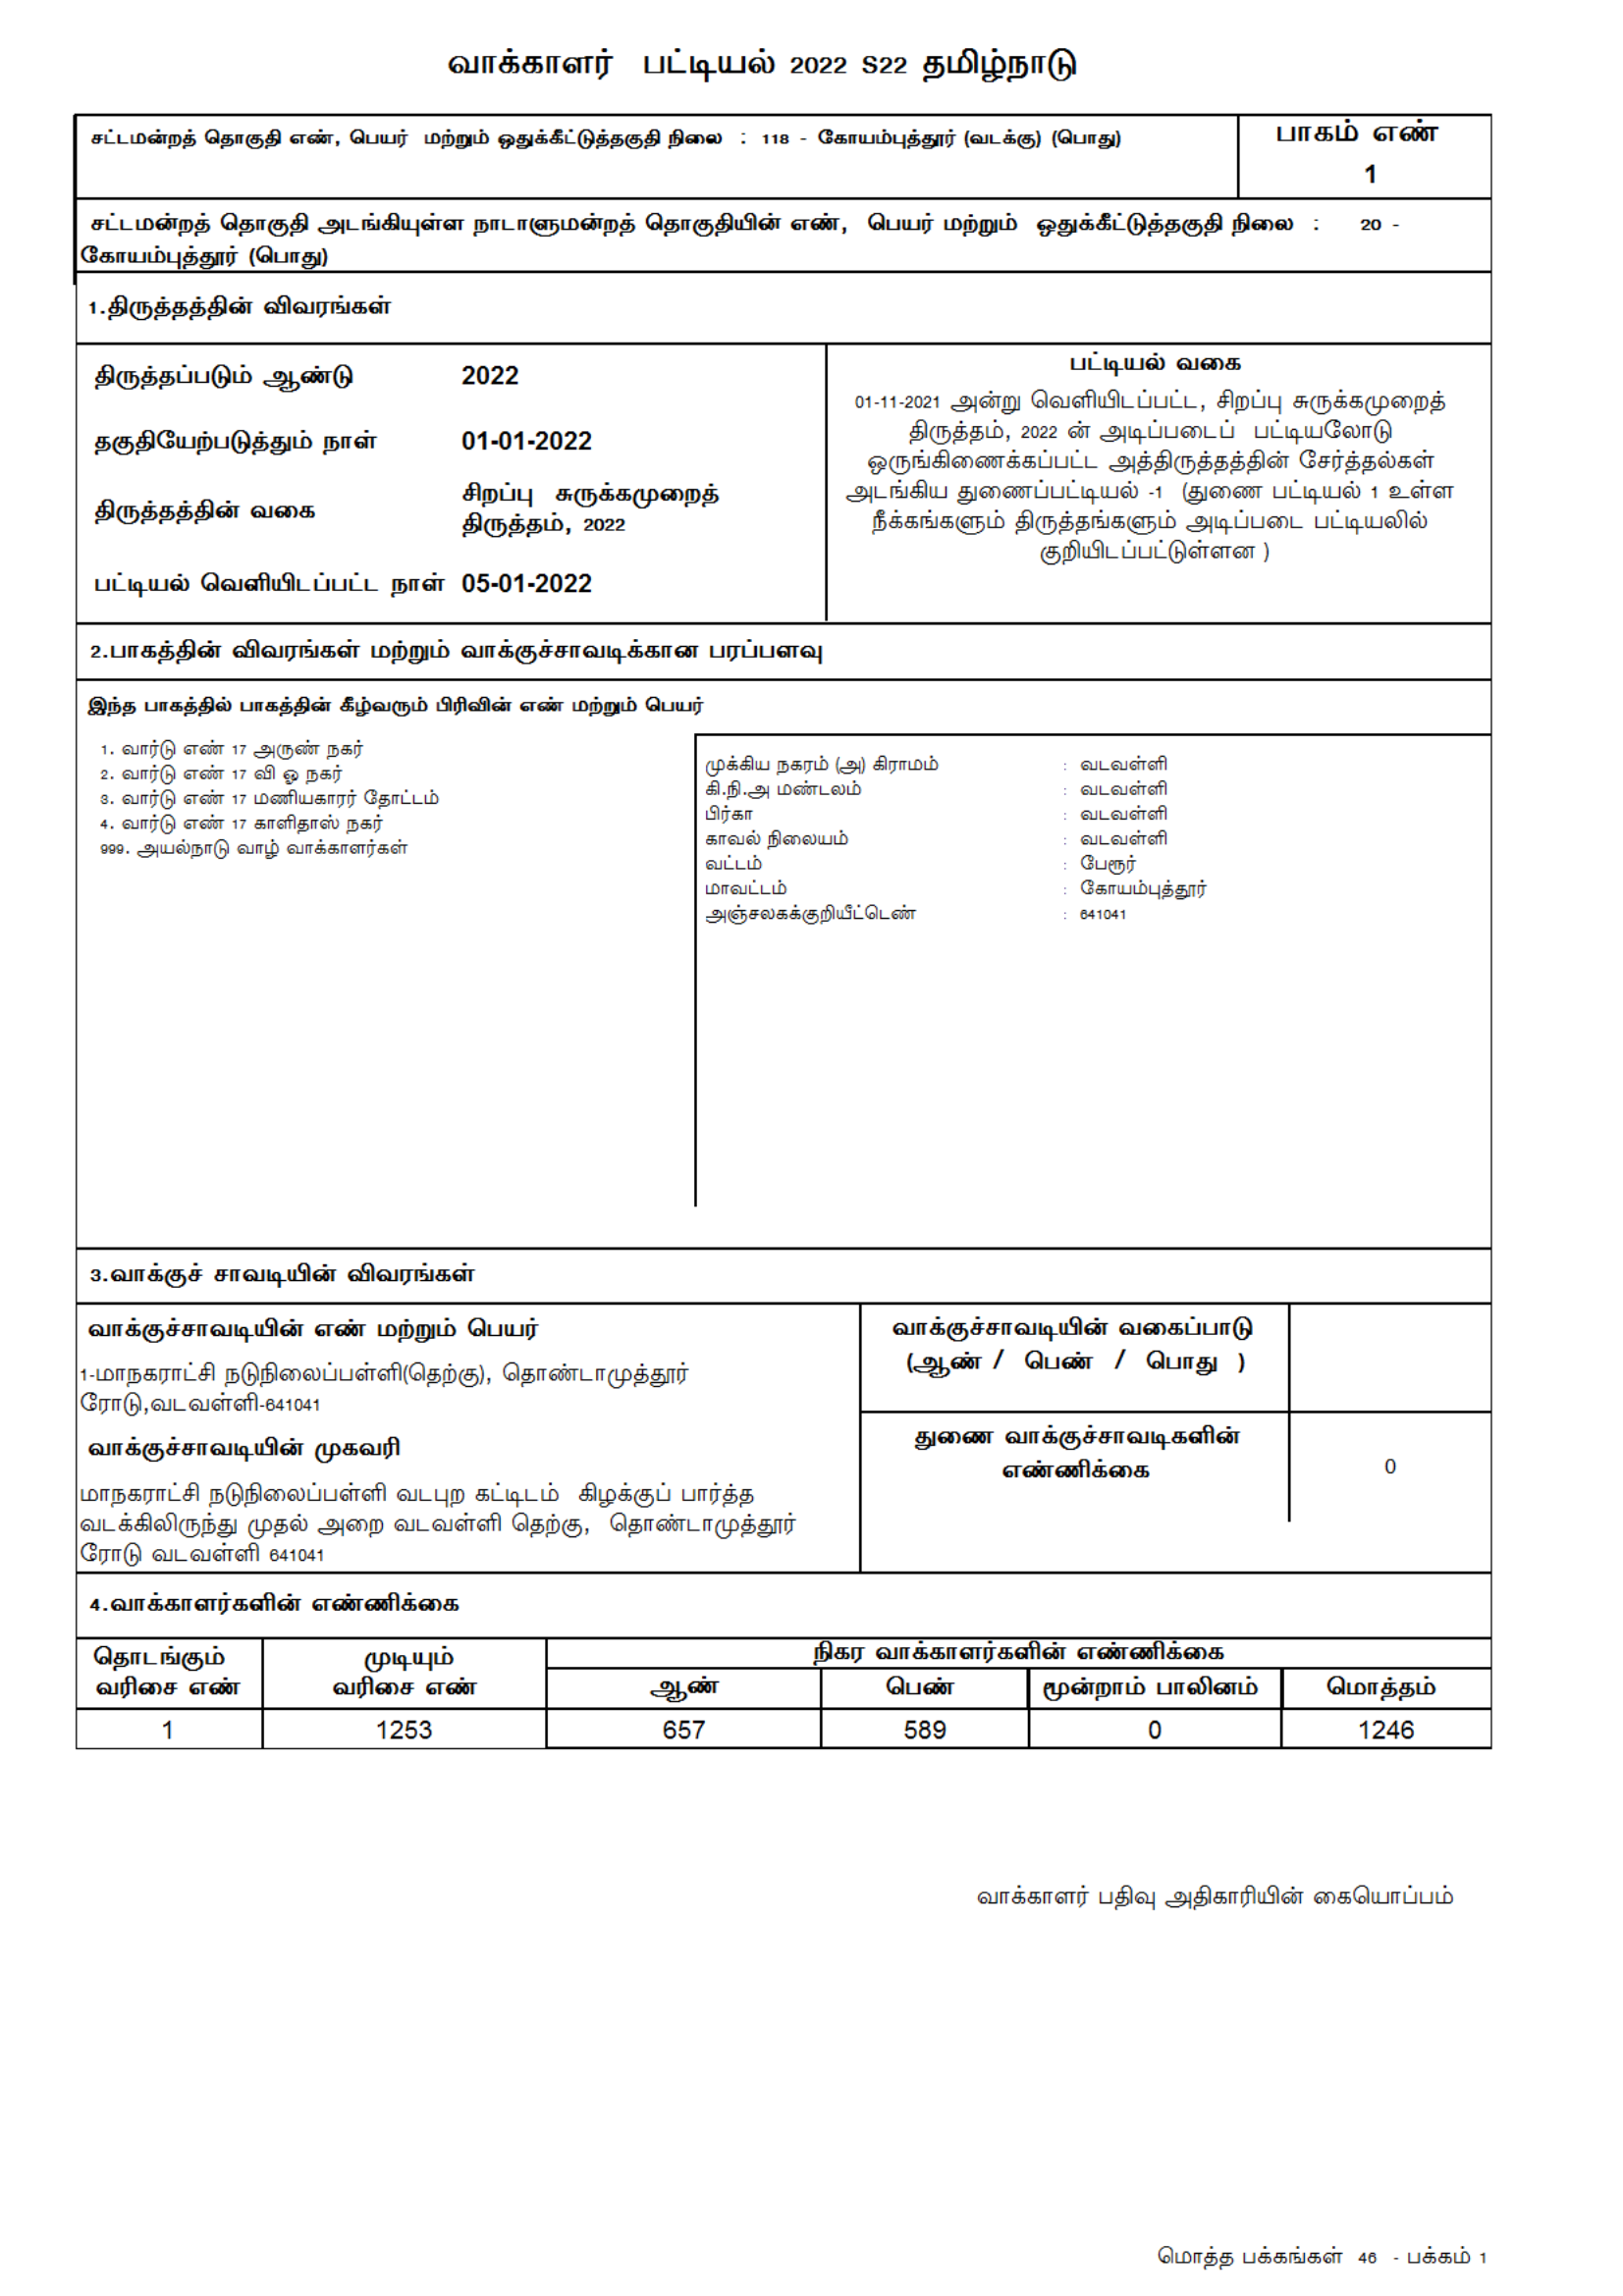 வாக்காளர் பட்டியல் 2022 S22 தமிழ்நாடு
சட்டமன்றத் தொகுதி எண், பெயர் மற்றும் ஒதுக்கீட்டுத்தகுதி நிலை : 118 - கோயம்புத்தூர் (வடக்கு) (பொது)
பாகம் எண்
1
சட்டமன்றத் தொகுதி அடங்கியுள்ள நாடாளுமன்றத் தொகுதியின் எண், பெயர் மற்றும் ஒதுக்கீட்டுத்தகுதி நிலை : 20 -
கோயம்புத்தூர் (பொது)
1.திருத்தத்தின் விவரங்கள்
திருத்தப்படும் ஆண்டு 2022
தகுதியேற்படுத்தும் நாள் 01-01-2022
திருத்தத்தின் வகை சிறப்பு சுருக்கமுறைத்
திருத்தம், 2022
பட்டியல் வெளியிடப்பட்ட நாள் 05-01-2022
பட்டியல் வகை
01-11-2021 அன்று வெளியிடப்பட்ட, சிறப்பு சுருக்கமுறைத்
திருத்தம், 2022 ன் அடிப்படைப் பட்டியலோடு
ஒருங்கிணைக்கப்பட்ட அத்திருத்தத்தின் சேர்த்தல்கள்
அடங்கிய துணைப்பட்டியல் -1 (துணை பட்டியல் 1 உள்ள
நீக்கங்களும் திருத்தங்களும் அடிப்படை பட்டியலில்
குறியிடப்பட்டுள்ளன )
2.பாகத்தின் விவரங்கள் மற்றும் வாக்குச்சாவடிக்கான பரப்பளவு
இந்த பாகத்தில் பாகத்தின் கீழ்வரும் பிரிவின் எண் மற்றும் பெயர்
1. வார்டு எண் 17 அருண் நகர்
2. வார்டு எண் 17 வி ஓ நகர்
3. வார்டு எண் 17 மணியகாரர் தோட்டம்
4. வார்டு எண் 17 காளிதாஸ் நகர்
999. அயல்நாடு வாழ் வாக்காளர்கள்
முக்கிய நகரம் (அ) கிராமம் : வடவள்ளி
கி.நி.அ மண்டலம் : வடவள்ளி
பிர்கா : வடவள்ளி
காவல் நிலையம் : வடவள்ளி
வட்டம் : பேரூர்
மாவட்டம் : கோயம்புத்தூர்
அஞ்சலகக்குறியீட்டெண் : 641041
3.வாக்குச் சாவடியின் விவரங்கள்
வாக்குச்சாவடியின் எண் மற்றும் பெயர்
1-மாநகராட்சி நடுநிலைப்பள்ளி(தெற்கு), தொண்டாமுத்தூர்
ரோடு,வடவள்ளி-641041
வாக்குச்சாவடியின் முகவரி
மாநகராட்சி நடுநிலைப்பள்ளி வடபுற கட்டிடம் கிழக்குப் பார்த்த
வடக்கிலிருந்து முதல் அறை வடவள்ளி தெற்கு, தொண்டாமுத்தூர்
ரோடு வடவள்ளி 641041
வாக்குச்சாவடியின் வகைப்பாடு
(ஆண் / பெண் / பொது )
துணை வாக்குச்சாவடிகளின்
எண்ணிக்கை
0
4.வாக்காளர்களின் எண்ணிக்கை
தொடங்கும்
வரிசை எண்
முடியும்
வரிசை எண்
நிகர வாக்காளர்களின் எண்ணிக்கை
ஆண் பெண் மூன்றாம் பாலினம் மொத்தம்
1 1253 657 589 0 1246
வாக்காளர் பதிவு அதிகாரியின் கையொப்பம்
மொத்த பக்கங்கள் 46 - பக்கம் 1